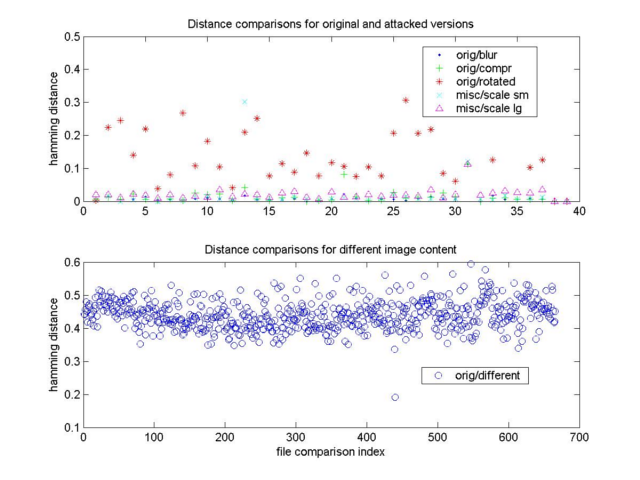 Distance comparisons for original and attacked versions
0.5
0.4
0.3
0.2
0.1
0
hamming distance
orig/blur
orig/compr
orig/rotated
misc/scale sm
misc/scale lg
0 5 10 15 20 25 30 35 40
Distance comparisons for different image content
0.6
0.5
0.4
0.3
0.2
0.1
hamming distance
orig/different
0 100 200 300 400 500 600 700
file comparison index